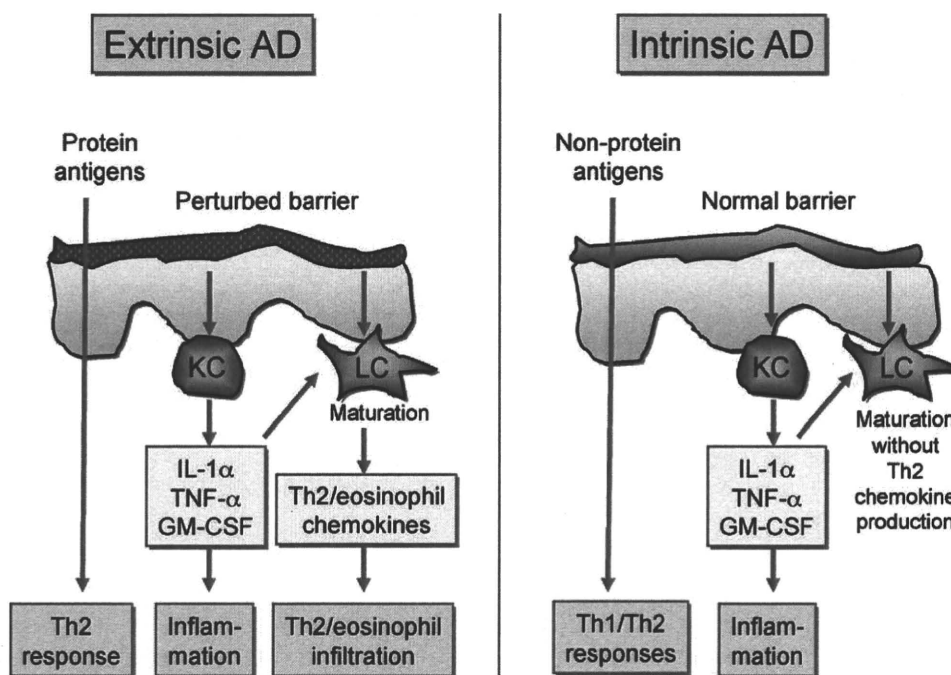 Extrinsic AD
Protein
antigens
Perturbed barrier
KC
LC
Maturation
IL-1α
TNF-α
GM-CSF
Th2/eosinophil
chemokines
Th2
response
Inflam-
mation
Th2/eosinophil
infiltration
Intrinsic AD
Non-protein
antigens
Normal barrier
KC
LC
Maturation
without
Th2
chemokine
production
IL-1α
TNF-α
GM-CSF
Th1/Th2
responses
Inflam-
mation